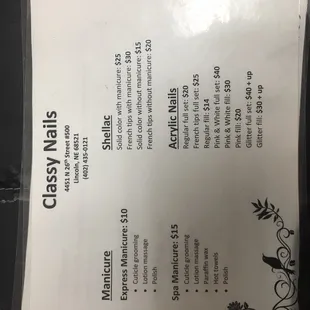 Classy Nails
4451 N 26th Street #500
Lincoln, NE 68521
(402) 435-0121
Manicure
Express Manicure: $10
• Cuticle grooming
• Lotion massage
• Polish
Spa Manicure: $15
• Cuticle grooming
• Lotion massage
• Paraffin wax
• Hot towels
• Polish
Shellac
Solid color with manicure: $25
French tips with manicure: $30
Solid color without manicure: $15
French tips without manicure: $20
Acrylic Nails
Regular full set: $20
French tips full set: $25
Regular fill: $14
Pink & White full set: $40
Pink & White fill: $30
Pink fill: $20
Glitter full set: $40 + up
Glitter fill: $30 + up